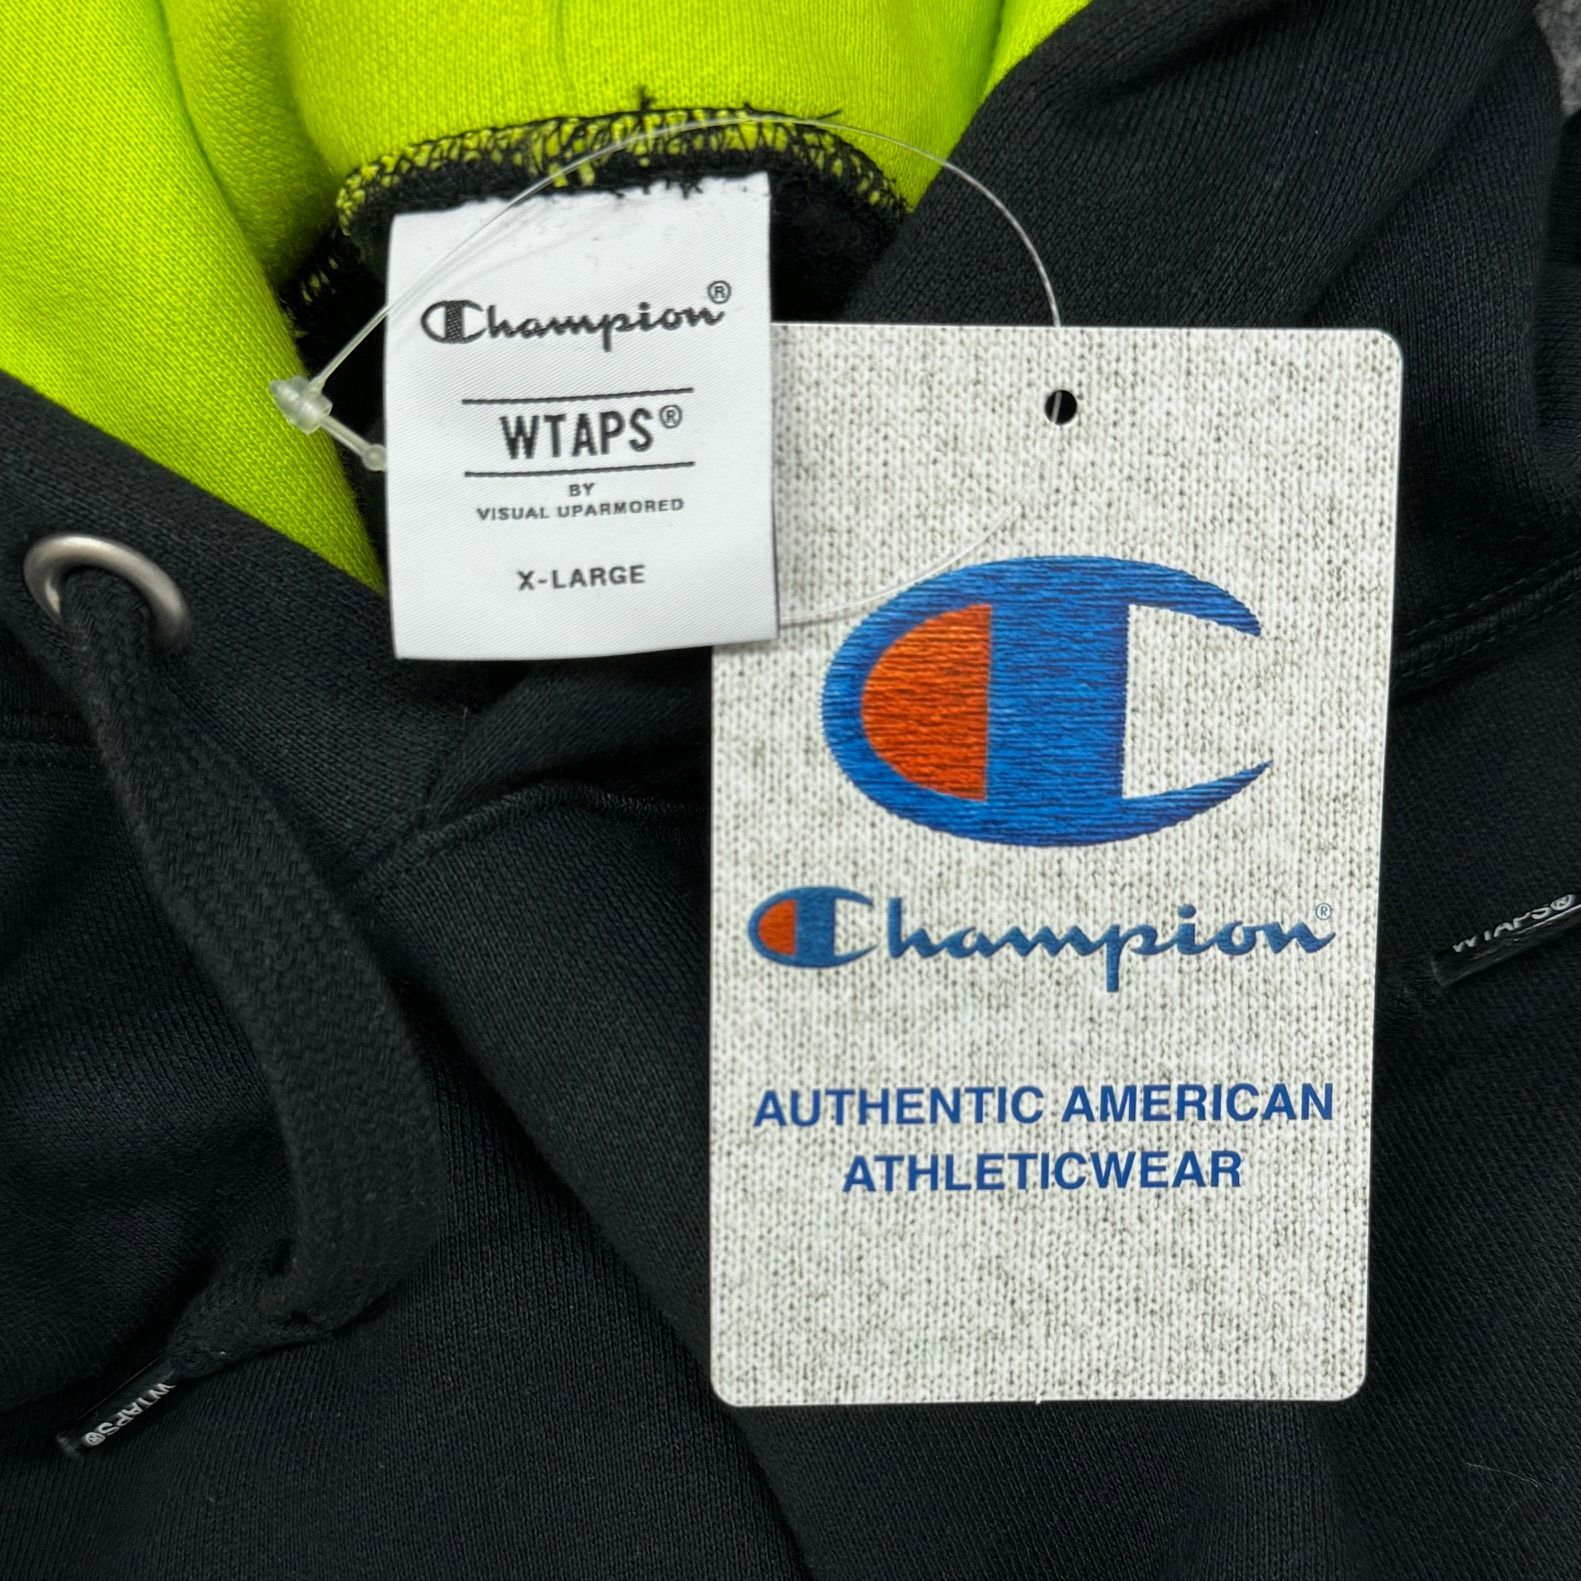 Champion®
WTAPS®
BY
VISUAL UPARMORED
X-LARGE
Champion®
AUTHENTIC AMERICAN
ATHLETICWEAR
WTAPS®
WTAPS®